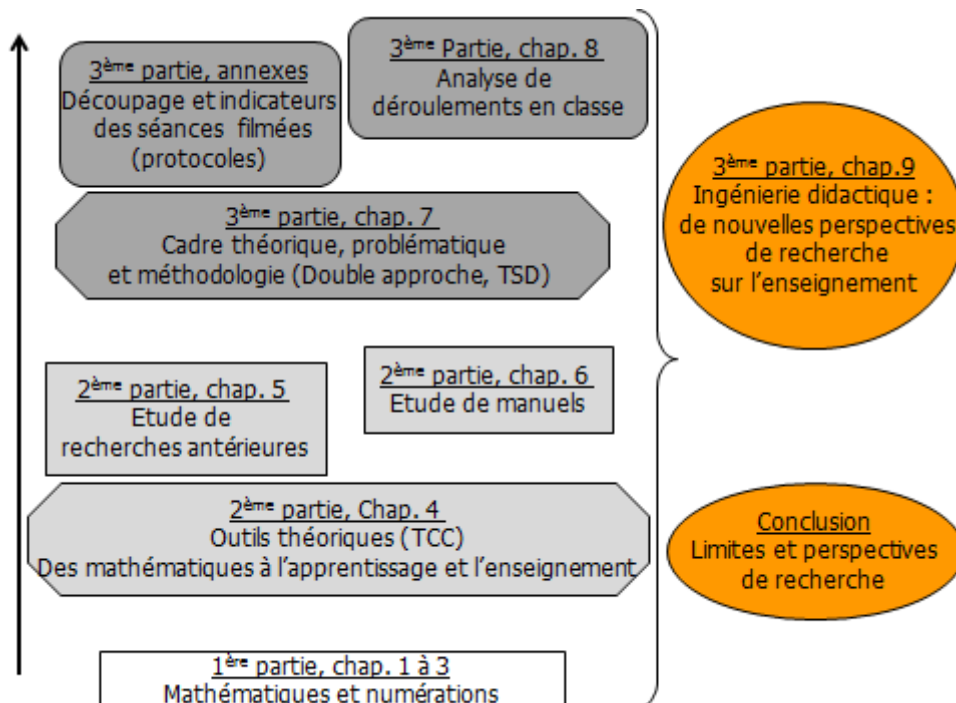 3ème partie, annexes
Découpage et indicateurs
des séances filmées
(protocoles)
3ème Partie, chap. 8
Analyse de
déroulements en classe
3ème partie, chap. 7
Cadre théorique, problématique
et méthodologie (Double approche, TSD)
3ème partie, chap.9
Ingénierie didactique :
de nouvelles perspectives
de recherche
sur l'enseignement
2ème partie, chap. 5
Etude de
recherches antérieures
2ème partie, chap. 6
Etude de manuels
2ème partie, Chap. 4
Outils théoriques (TCC)
Des mathématiques à l'apprentissage et l'enseignement
Conclusion
Limites et perspectives
de recherche
1ère partie, chap. 1 à 3
Mathématiques et numérations